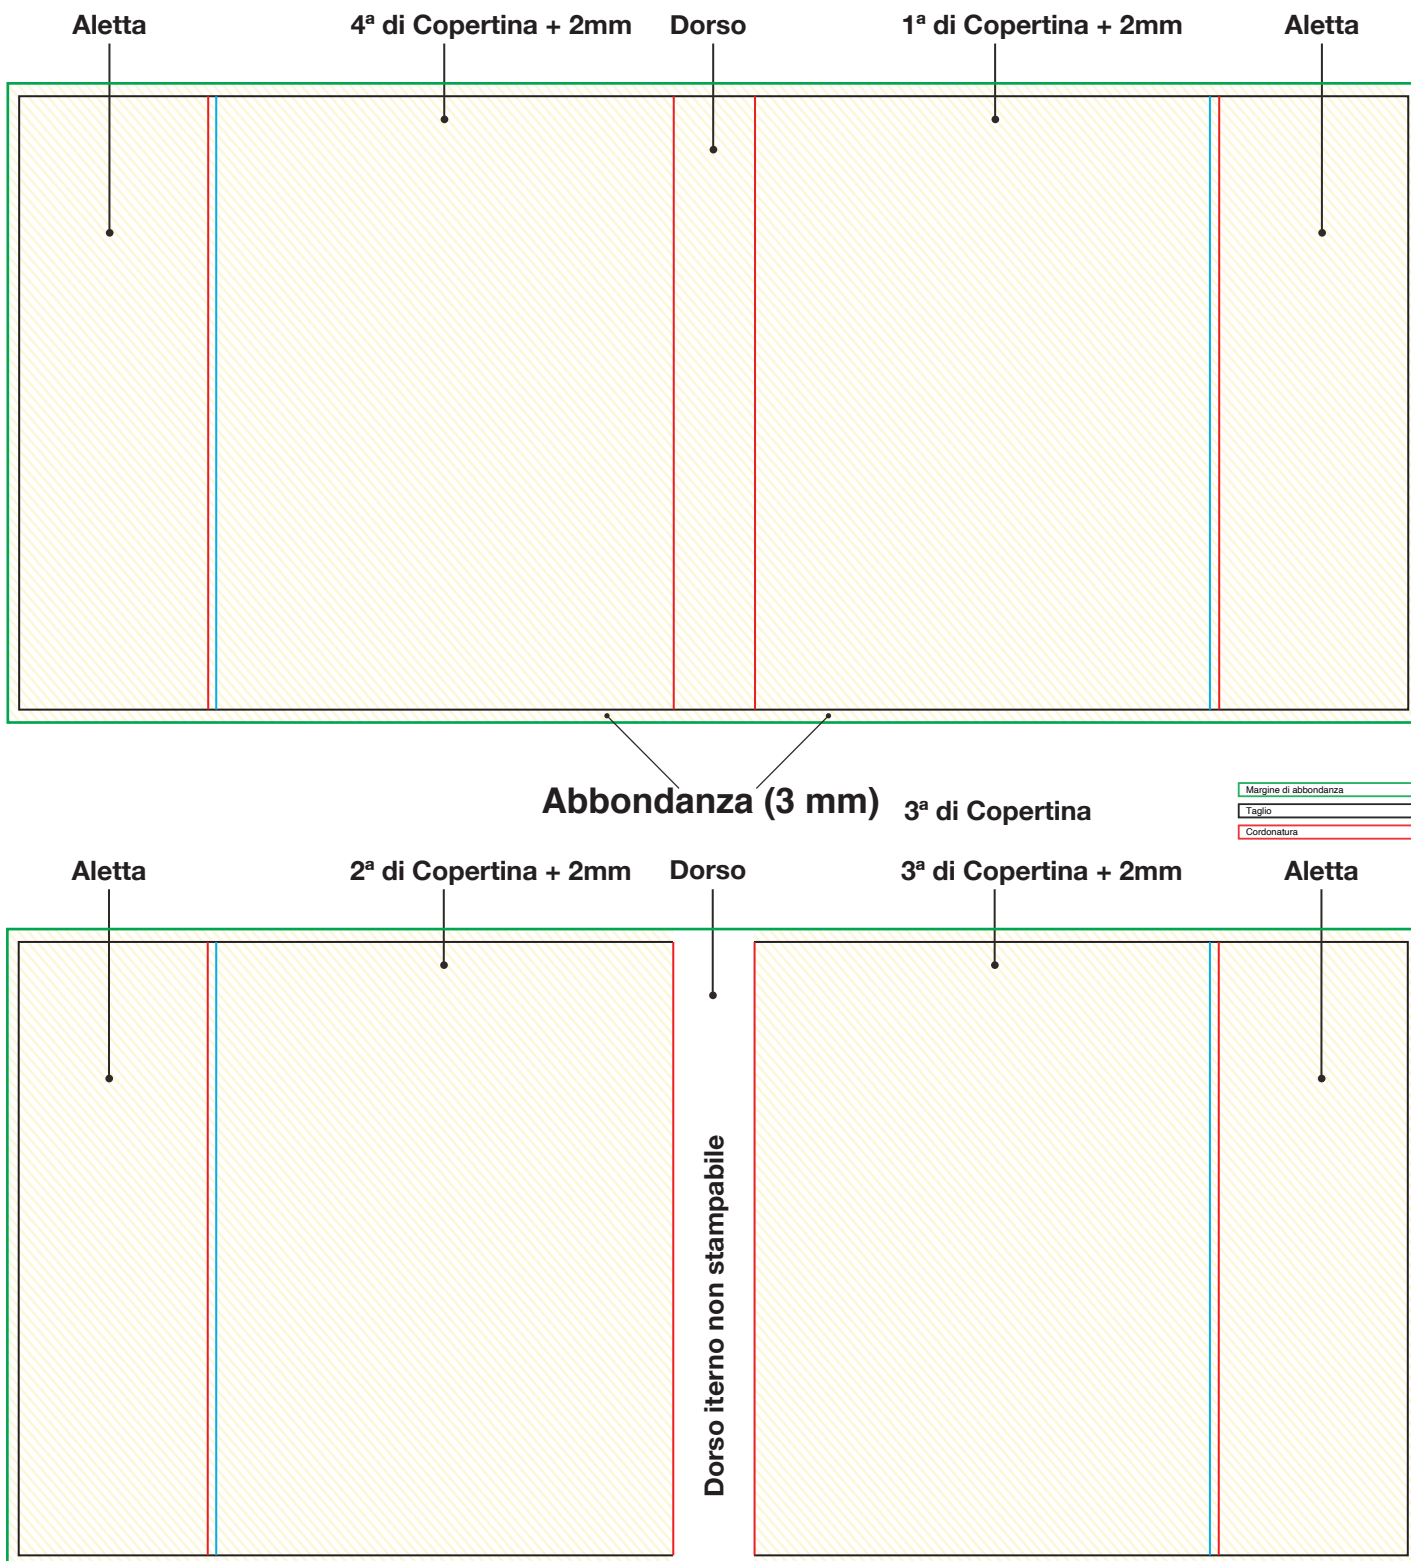 Aletta 4ª di Copertina + 2mm Dorso 1ª di Copertina + 2mm Aletta
Abbondanza (3 mm) 3ª di Copertina
Margine di abbondanza
Taglio
Cordonatura
Aletta 2ª di Copertina + 2mm Dorso 3ª di Copertina + 2mm Aletta
Dorso iterno non stampabile